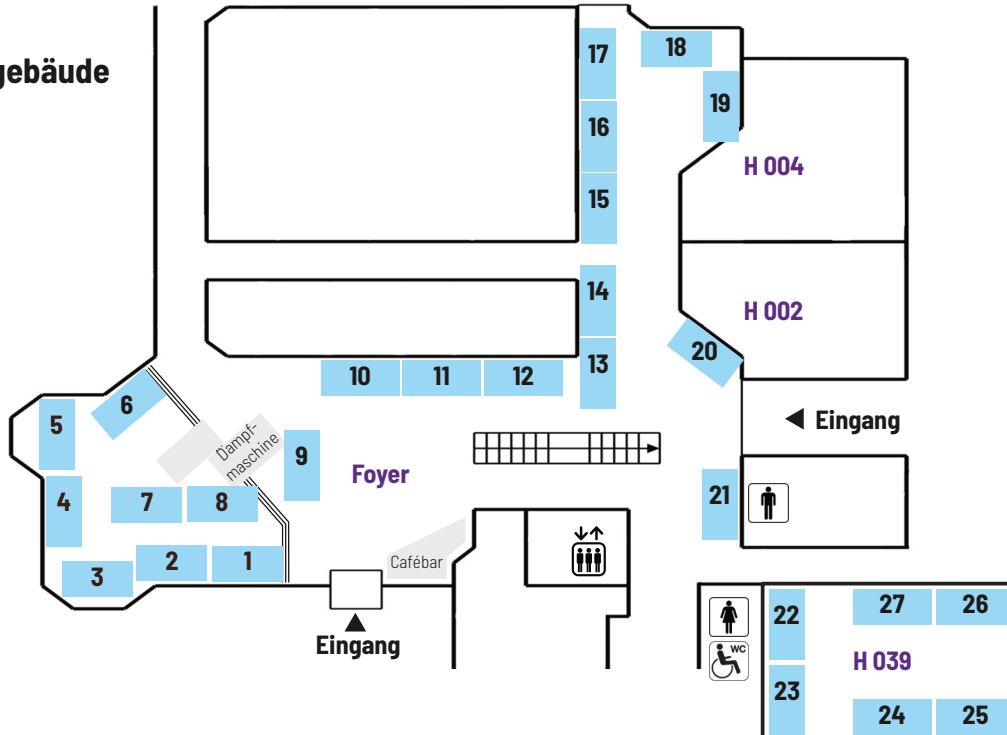 gebäude
17
18
19
16
H 004
15
14
H 002
13
20
10
11
12
6
5
Eingang
Dampf-
maschine
9
Foyer
4
7
8
21
Cafébar
2
1
3
Eingang
22
27
26
WC
H 039
23
24
25